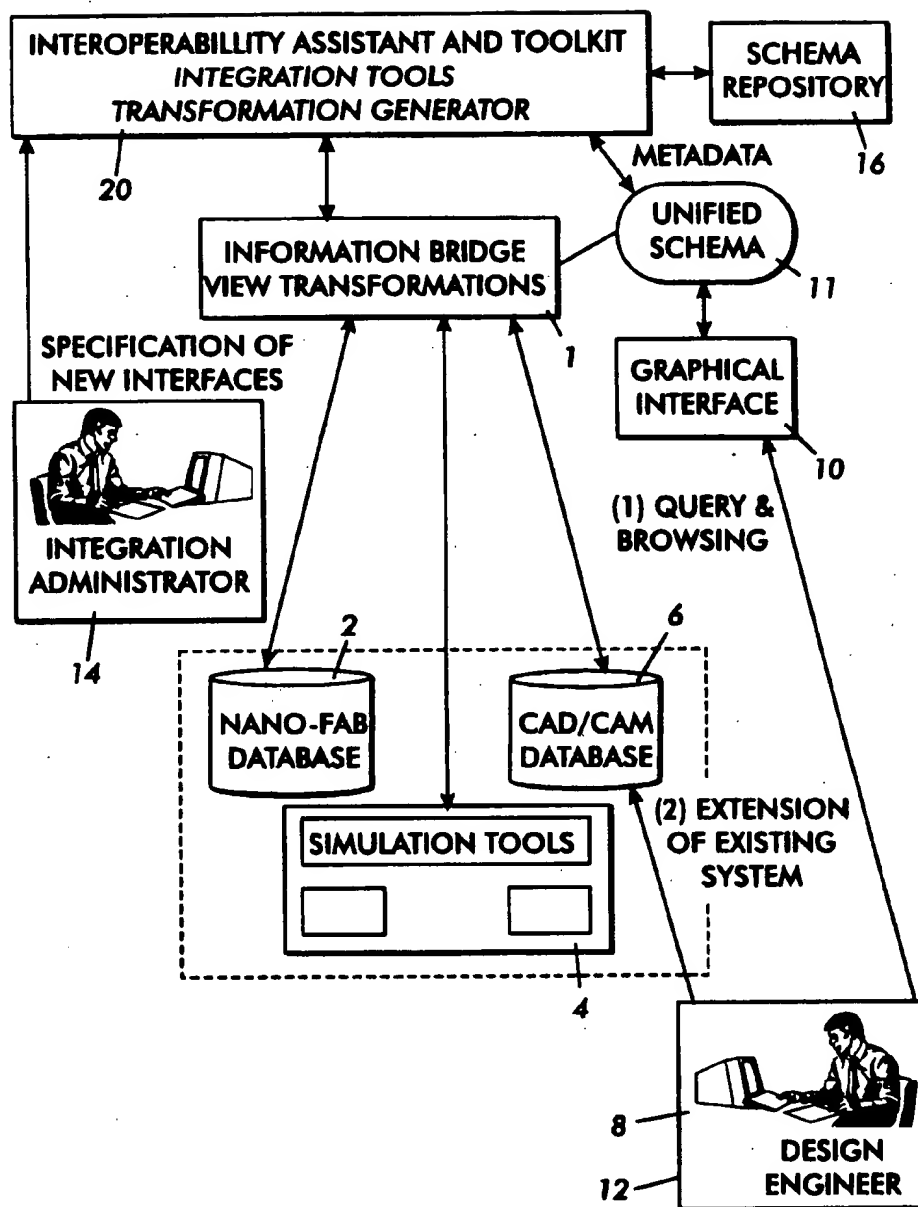 INTEROPERABILLITY ASSISTANT AND TOOLKIT
INTEGRATION TOOLS
TRANSFORMATION GENERATOR
20
SCHEMA
REPOSITORY
16
METADATA
UNIFIED
SCHEMA
11
INFORMATION BRIDGE
VIEW TRANSFORMATIONS
1
SPECIFICATION OF
NEW INTERFACES
GRAPHICAL
INTERFACE
10
INTEGRATION
ADMINISTRATOR
14
(1) QUERY &
BROWSING
2
NANO-FAB
DATABASE
6
CAD/CAM
DATABASE
(2) EXTENSION
OF EXISTING
SYSTEM
SIMULATION TOOLS
4
8
DESIGN
ENGINEER
12